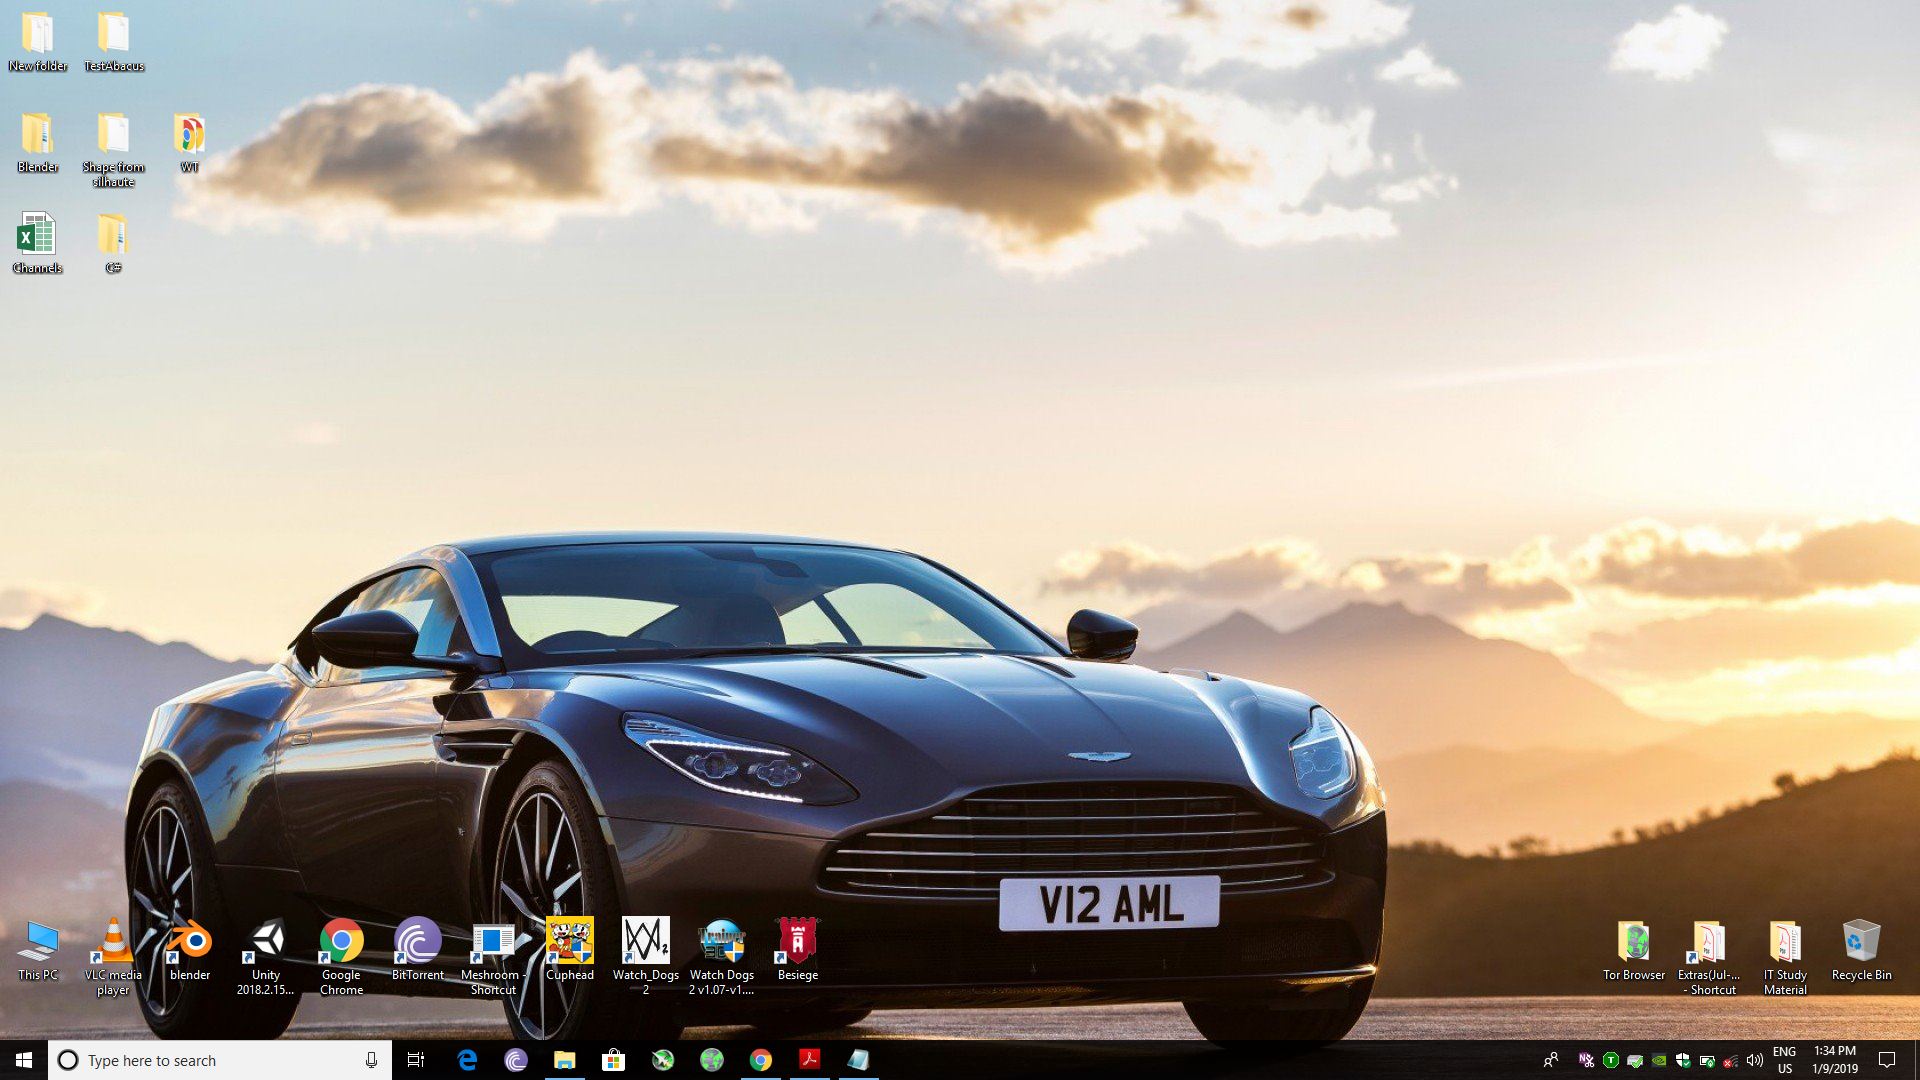 New folder
TestAbacus
Blender
Shape from
silhaute
WT
Channels
C#
V12 AML
This PC
VLC media
player
blender
Unity
2018.2.15...
Google
Chrome
BitTorrent
Meshroom -
Shortcut
Cuphead
Watch_Dogs
2
Watch Dogs
2 v1.07-v1....
Besiege
Tor Browser
Extras(Jul-...
- Shortcut
IT Study
Material
Recycle Bin
Type here to search
ENG
US
1:34 PM
1/9/2019